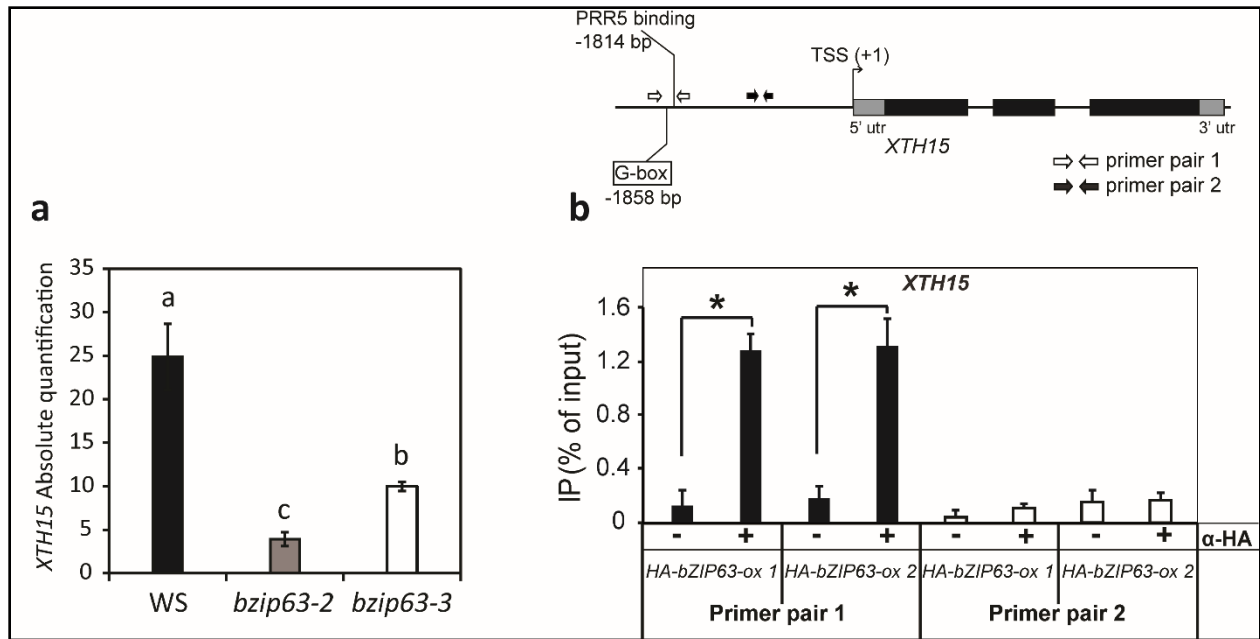 PRR5 binding
-1814 bp
TSS (+1)
5' utr
3' utr
XTH15
G-box
-1858 bp
primer pair 1
primer pair 2
a
XTH15 Absolute quantification
35
30
25
20
15
10
5
0
a
c
b
WS
bzip63-2
bzip63-3
b
XTH15
IP(% of input)
1.6
1.2
0.8
0.4
0
*
*
- + - + - + - + α-HA
HA-bZIP63-ox 1 HA-bZIP63-ox 2 HA-bZIP63-ox 1 HA-bZIP63-ox 2
Primer pair 1 Primer pair 2